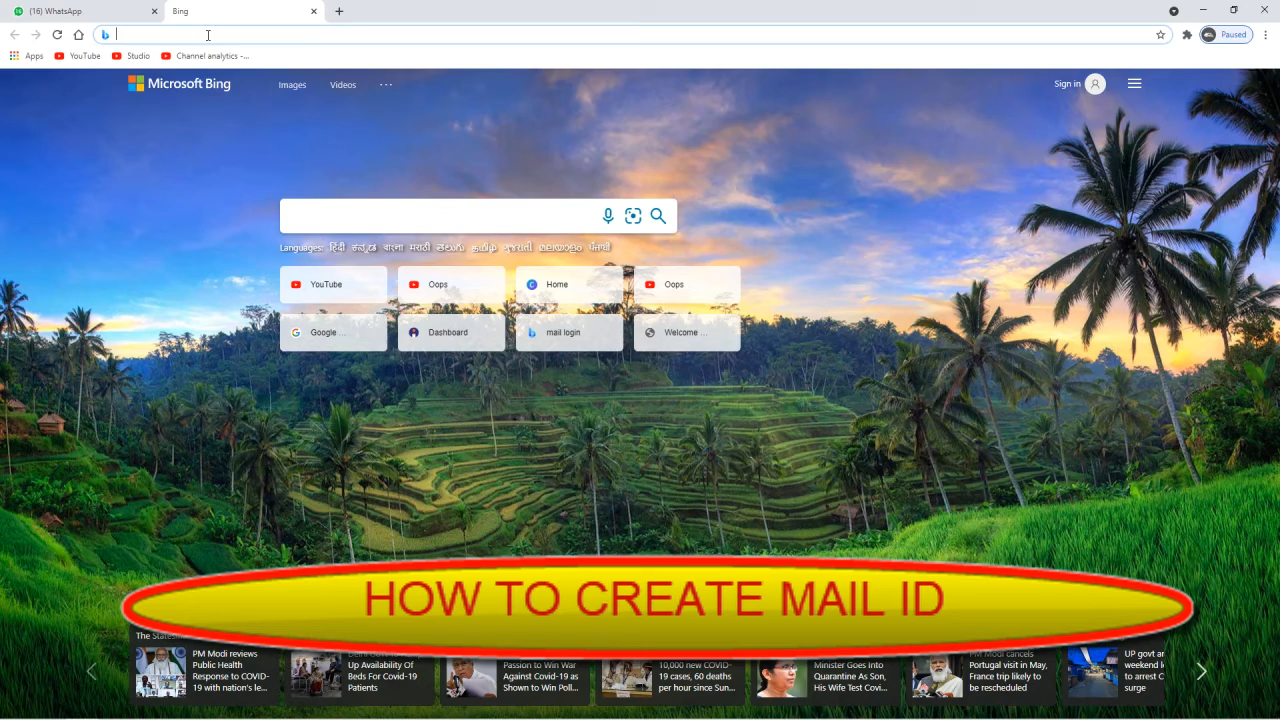 (16) WhatsApp
Bing
Paused
Apps
YouTube
Studio
Channel analytics -...
Microsoft Bing
Images
Videos
Sign in
Languages: हिंदी ಕನ್ನಡ বাংলা मराठी తెలుగు தமிழ் ગુજરાતી മലയാളം ਪੰਜਾਬੀ
YouTube
Oops
Home
Oops
Google ...
Dashboard
mail login
Welcome ...
HOW TO CREATE MAIL ID
PM Modi reviews
Public Health
Response to COVID-
19 with nation's le...
Up Availability Of
Beds For Covid-19
Patients
Passion to Win War
Against Covid-19 as
Shown to Win Poll...
10,000 new COVID-
19 cases, 60 deaths
per hour since Sun...
Minister Goes into
Quarantine As Son,
His Wife Test Covi...
PM Modi cancels
Portugal visit in May,
France trip likely to
be rescheduled
UP govt ar
weekend l
to arrest C
surge